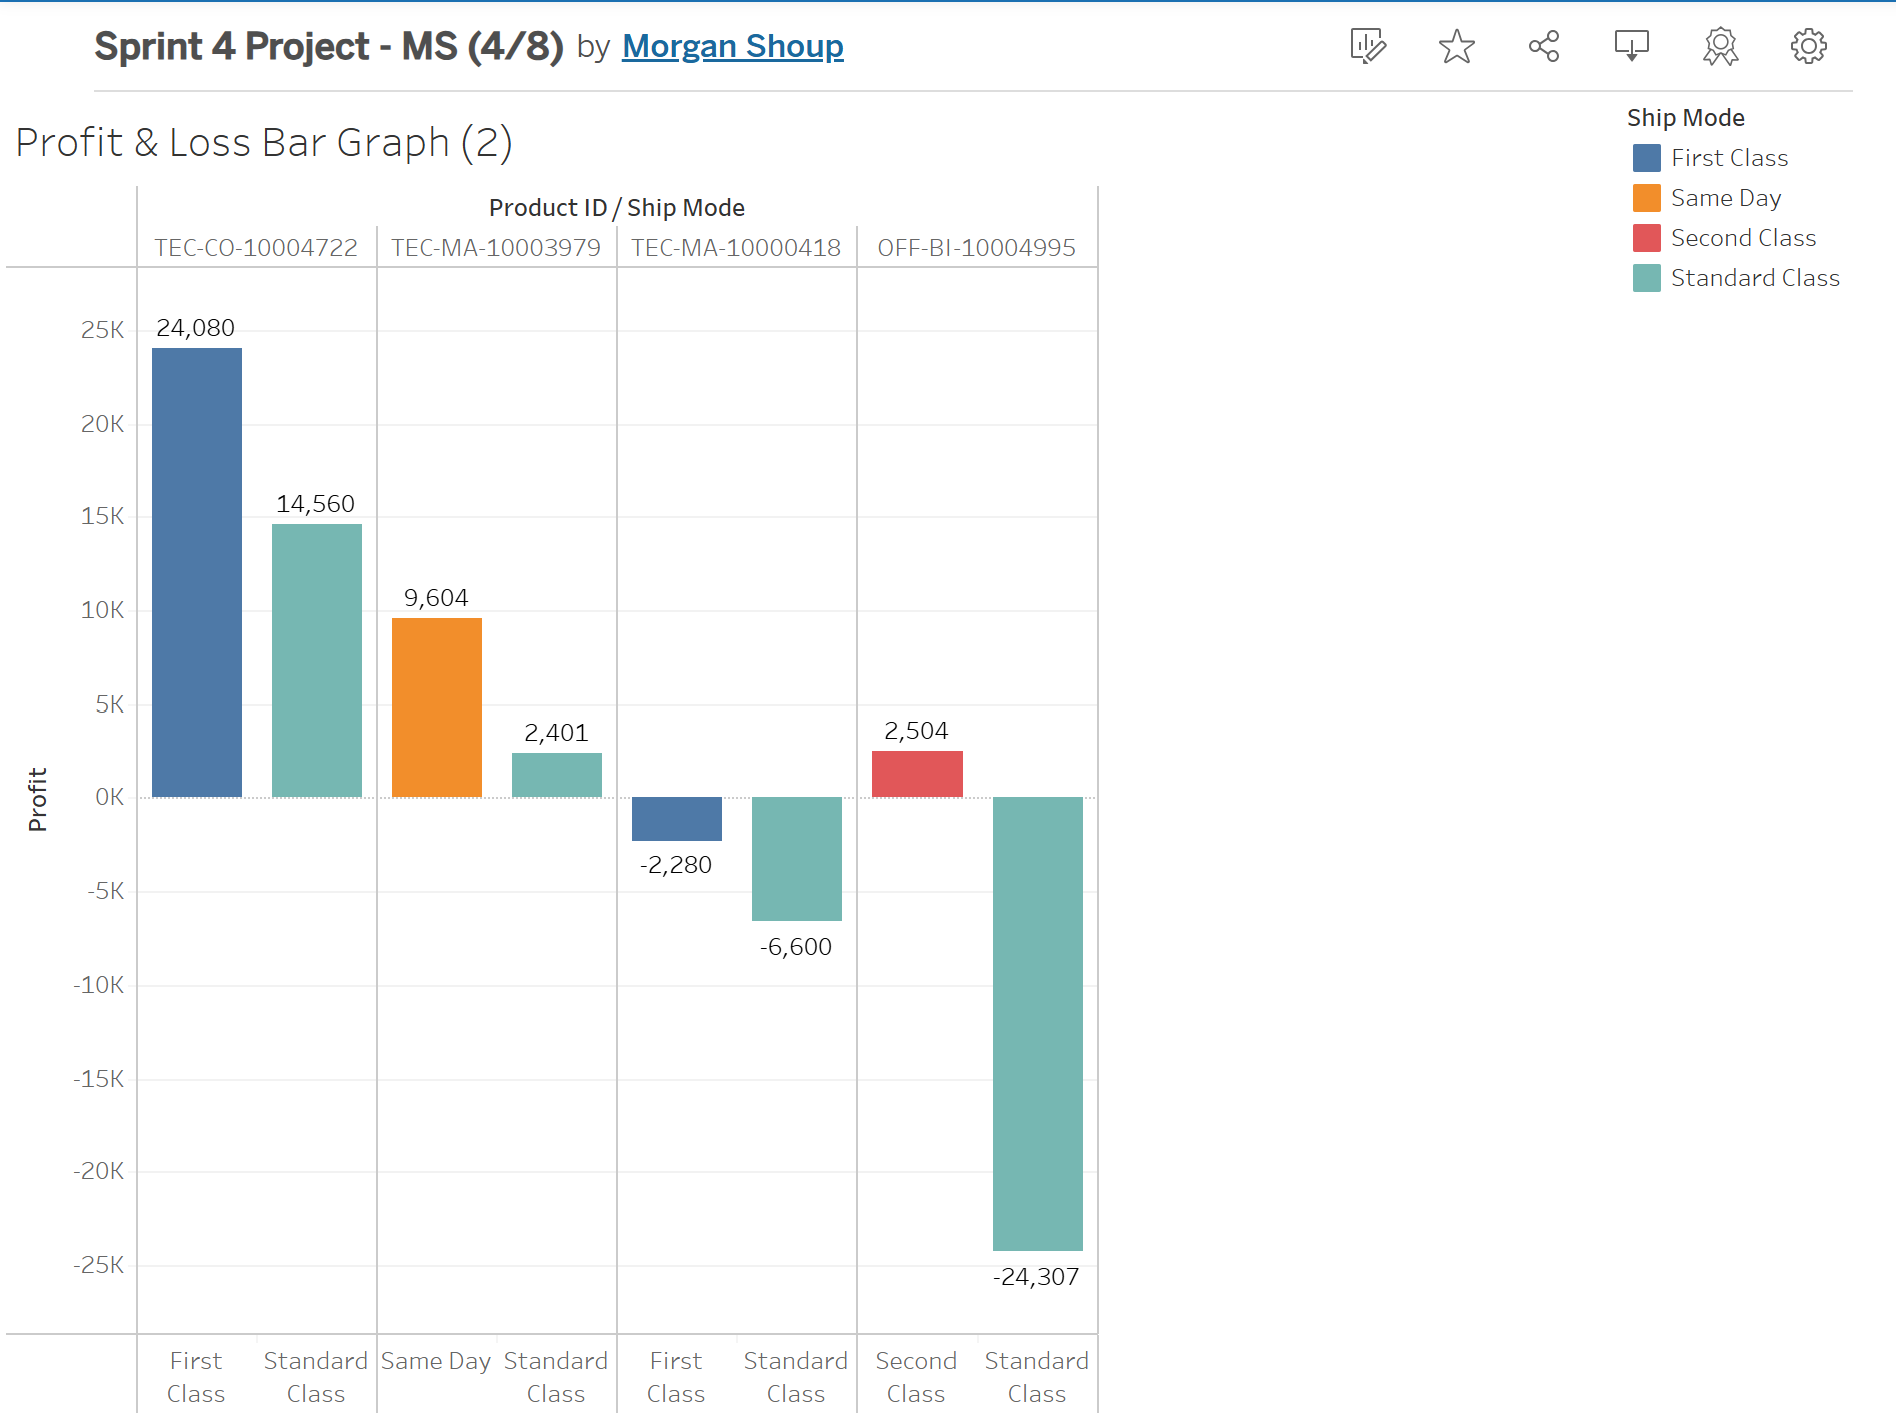 Sprint 4 Project - MS (4/8) by Morgan Shoup
Profit & Loss Bar Graph (2)
Ship Mode
First Class
Same Day
Second Class
Standard Class
Product ID / Ship Mode
TEC-CO-10004722 TEC-MA-10003979 TEC-MA-10000418 OFF-BI-10004995
Profit
25K
20K
15K
10K
5K
0K
-5K
-10K
-15K
-20K
-25K
24,080
14,560
9,604
2,401
-2,280
-6,600
2,504
-24,307
First Class
Standard Class
Same Day
Standard Class
First Class
Standard Class
Second Class
Standard Class